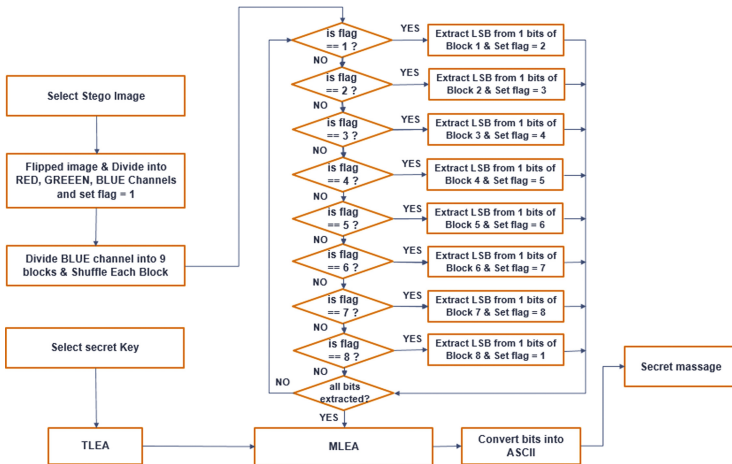 Select Stego Image
Flipped image & Divide into
RED, GREEEN, BLUE Channels
and set flag = 1
Divide BLUE channel into 9
blocks & Shuffle Each Block
Select secret Key
TLEA
is flag
== 1 ?
YES
Extract LSB from 1 bits of
Block 1 & Set flag = 2
NO
is flag
== 2 ?
YES
Extract LSB from 1 bits of
Block 2 & Set flag = 3
NO
is flag
== 3 ?
YES
Extract LSB from 1 bits of
Block 3 & Set flag = 4
NO
is flag
== 4 ?
YES
Extract LSB from 1 bits of
Block 4 & Set flag = 5
NO
is flag
== 5 ?
YES
Extract LSB from 1 bits of
Block 5 & Set flag = 6
NO
is flag
== 6 ?
YES
Extract LSB from 1 bits of
Block 6 & Set flag = 7
NO
is flag
== 7 ?
YES
Extract LSB from 1 bits of
Block 7 & Set flag = 8
NO
is flag
== 8 ?
YES
Extract LSB from 1 bits of
Block 8 & Set flag = 1
NO
NO
all bits
extracted?
YES
MLEA
Convert bits into
ASCII
Secret massage